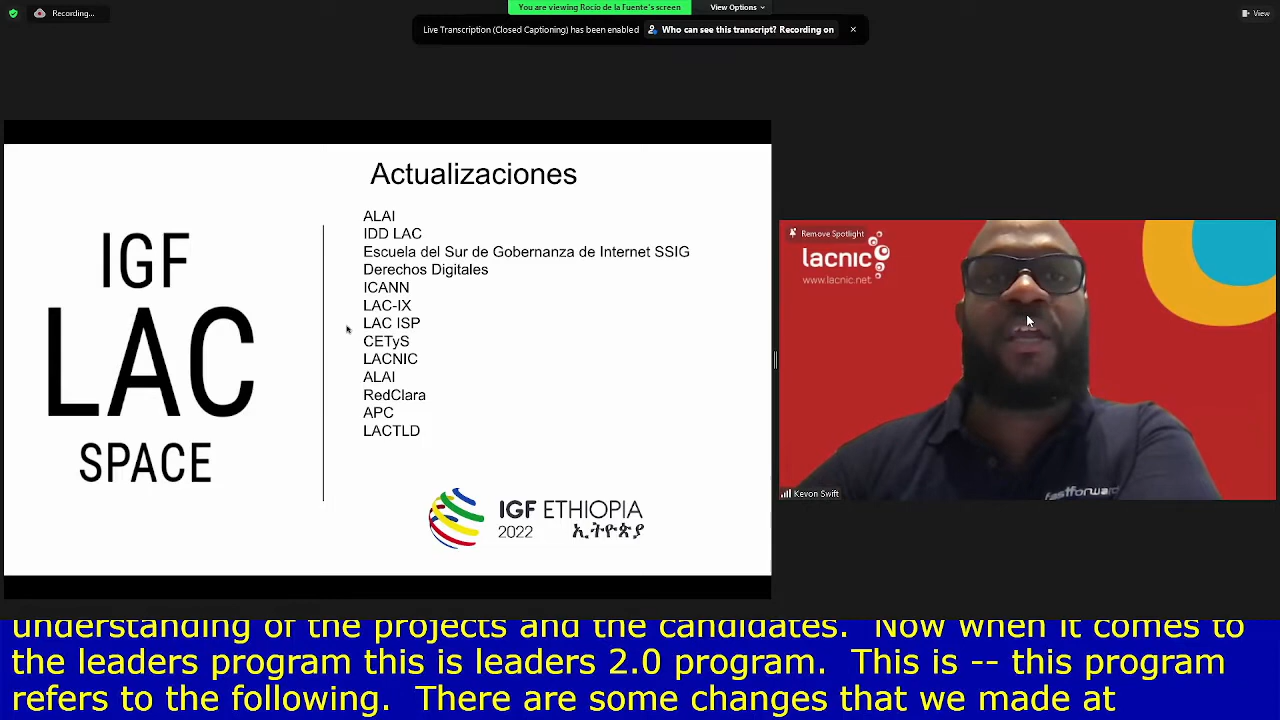 Recording...
You are viewing Rocío de la Fuente's screen
View Options
View
Live Transcription (Closed Captioning) has been enabled
Who can see this transcript? Recording on
Actualizaciones
ALAI
IDD LAC
Escuela del Sur de Gobernanza de Internet SSIG
Derechos Digitales
ICANN
LAC-IX
LAC ISP
CETyS
LACNIC
ALAI
RedClara
APC
LACTLD
IGF
LAC
SPACE
IGF ETHIOPIA
2022 ኢትዮጵያ
Remove Spotlight
lacnic
www.lacnic.net
fastforward
Kevon Swift
understanding of the projects and the candidates. Now when it comes to
the leaders program this is leaders 2.0 program. This is -- this program
refers to the following. There are some changes that we made at